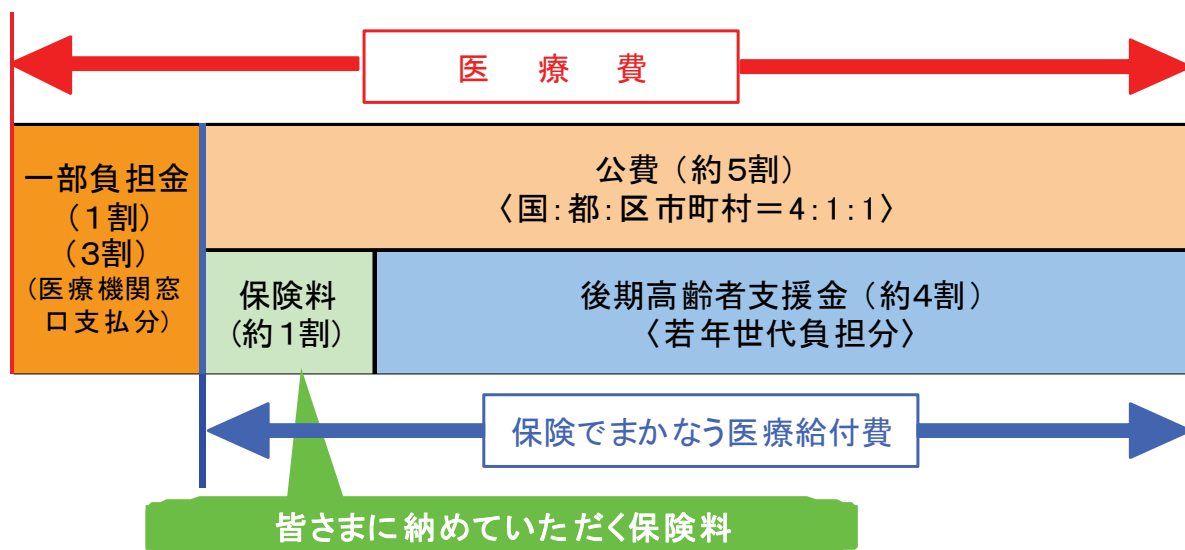 医療費
一部負担金
（1割）
（3割）
（医療機関窓
口支払分）
公費（約5割）
〈国：都：区市町村＝4：1：1〉
保険料
（約1割）
後期高齢者支援金（約4割）
〈若年世代負担分〉
保険でまかなう医療給付費
皆さまに納めていただく保険料